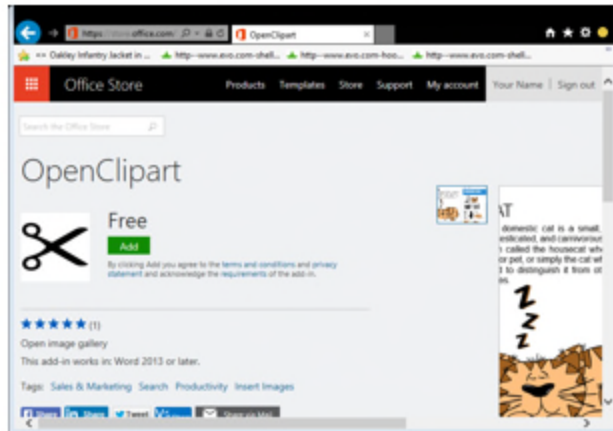 https://store.office.com/
OpenClipart
Oakley Infantry Jacket in ...
http--www.evo.com-shell...
http--www.evo.com-hoo...
http--www.evo.com-shell...
Office Store
Products Templates Store Support My account Your Name | Sign out
Search the Office Store
OpenClipart
Free
Add
By clicking Add you agree to the terms and conditions and privacy
statement and acknowledge the requirements of the add-in.
(1)
Open image gallery
This add-in works in: Word 2013 or later.
Tags: Sales & Marketing Search Productivity Insert Images
Share Share Tweet Share via Mail
AT
domestic cat is a small,
and carnivorous
called the housecat
or pet, or simply the cat
to distinguish it from
Z
Z
Z